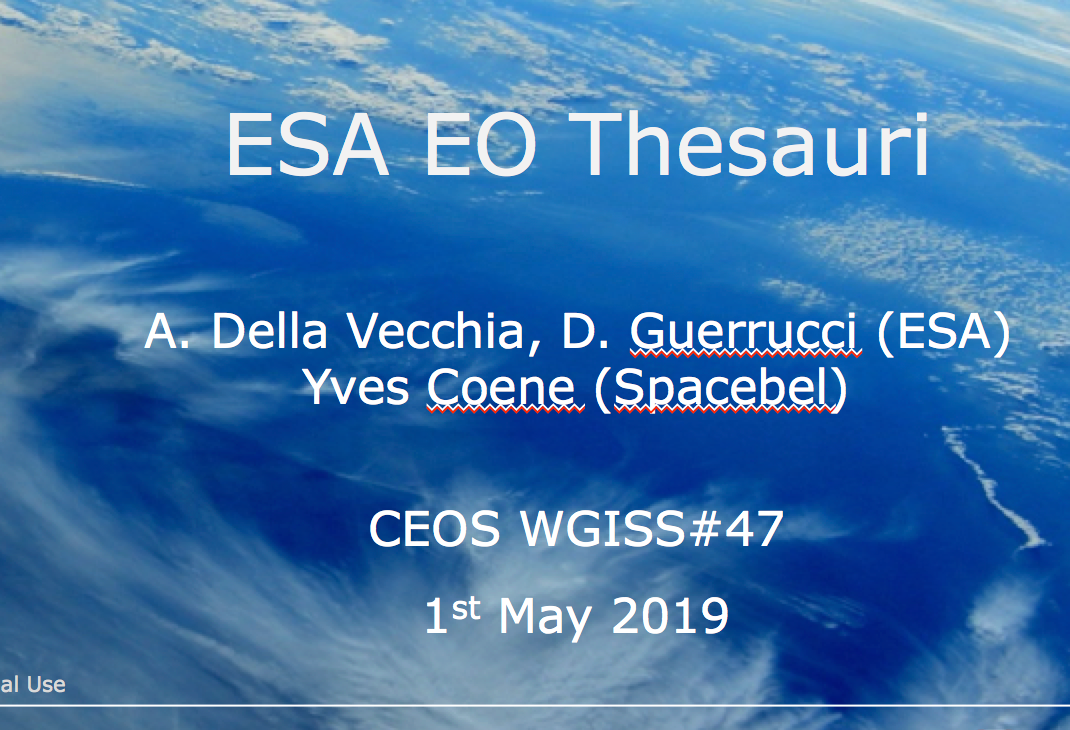 ESA EO Thesauri
A. Della Vecchia, D. Guerrucci (ESA)
Yves Coene (Spacebel)
CEOS WGISS#47
1st May 2019
al Use